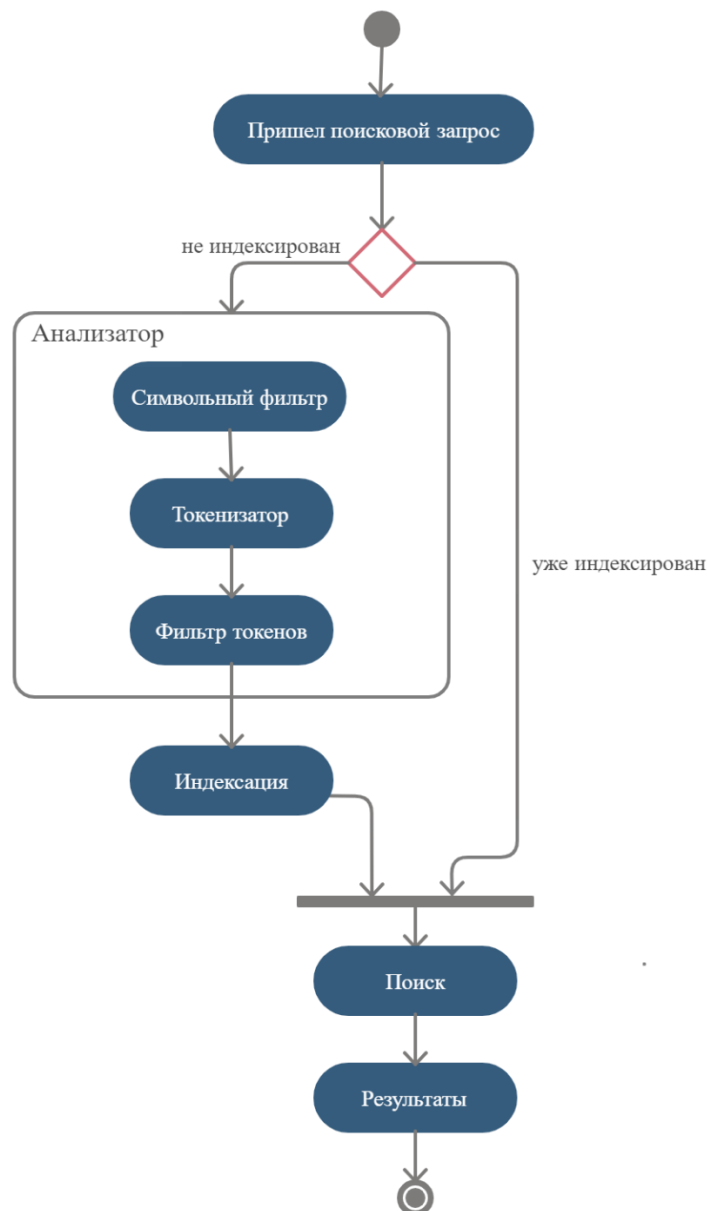 Пришел поисковой запрос
не индексирован
Анализатор
Символьный фильтр
Токенизатор
Фильтр токенов
уже индексирован
Индексация
Поиск
Результаты